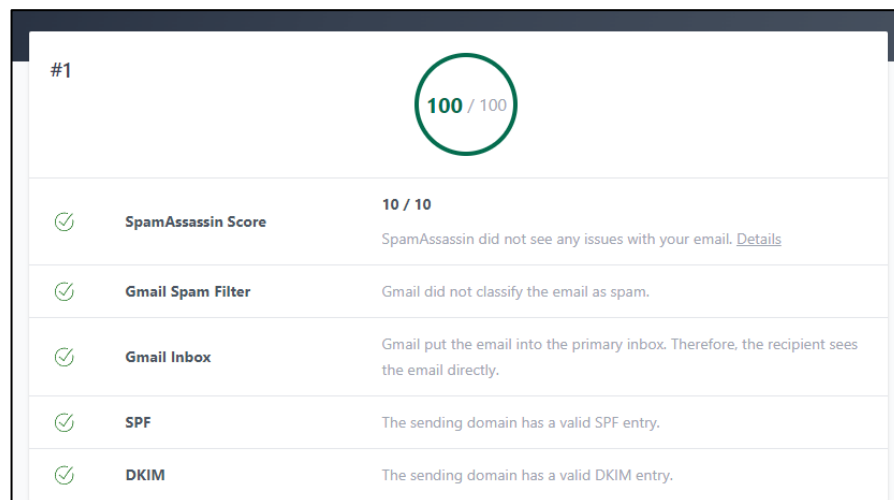 #1
100 / 100
10 / 10
SpamAssassin Score
SpamAssassin did not see any issues with your email. Details
Gmail Spam Filter
Gmail did not classify the email as spam.
Gmail Inbox
Gmail put the email into the primary inbox. Therefore, the recipient sees
the email directly.
SPF
The sending domain has a valid SPF entry.
DKIM
The sending domain has a valid DKIM entry.